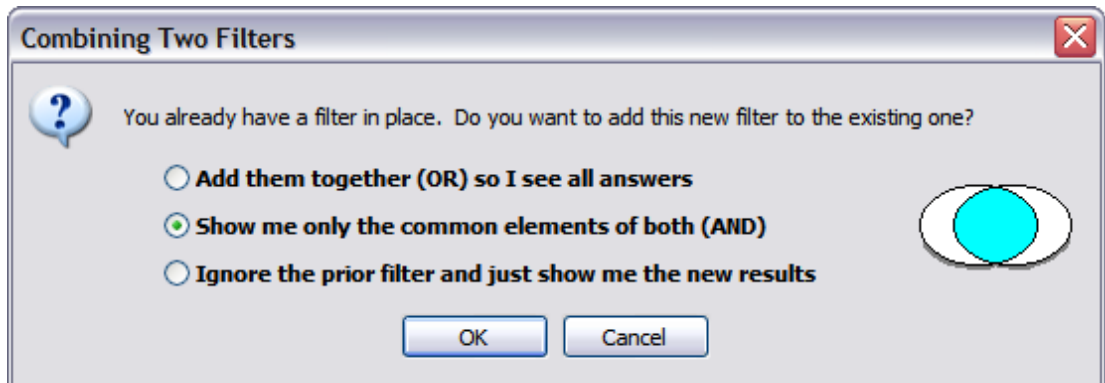 Combining Two Filters
You already have a filter in place. Do you want to add this new filter to the existing one?
Add them together (OR) so I see all answers
Show me only the common elements of both (AND)
Ignore the prior filter and just show me the new results
OK Cancel